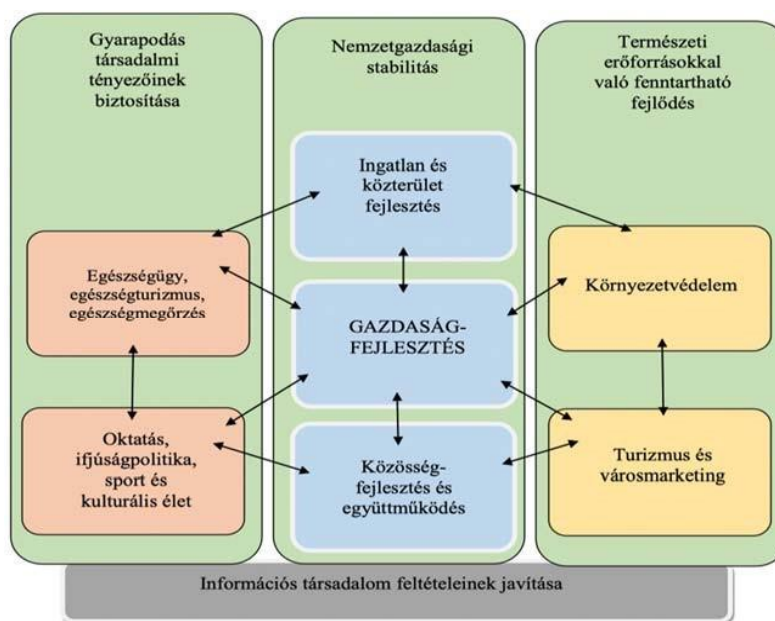 Gyarapodás
társadalmi
tényezőinek
biztosítása
Egészségügy,
egészségturizmus,
egészségmegőrzés
Oktatás,
ifjúságpolitika,
sport és
kulturális élet
Nemzetgazdasági
stabilitás
Ingatlan és
közterület
fejlesztés
GAZDASÁG-
FEJLESZTÉS
Közösség-
fejlesztés és
együttműködés
Természeti
erőforrásokkal
való fenntartható
fejlődés
Környezetvédelem
Turizmus és
városmarketing
Információs társadalom feltételeinek javítása